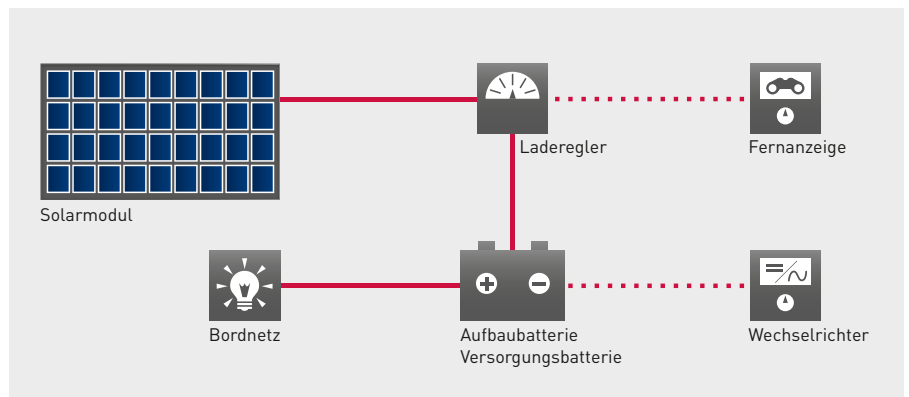 Solarmodul
Laderegler
Fernanzeige
Bordnetz
Aufbaubatterie
Versorgungsbatterie
Wechselrichter